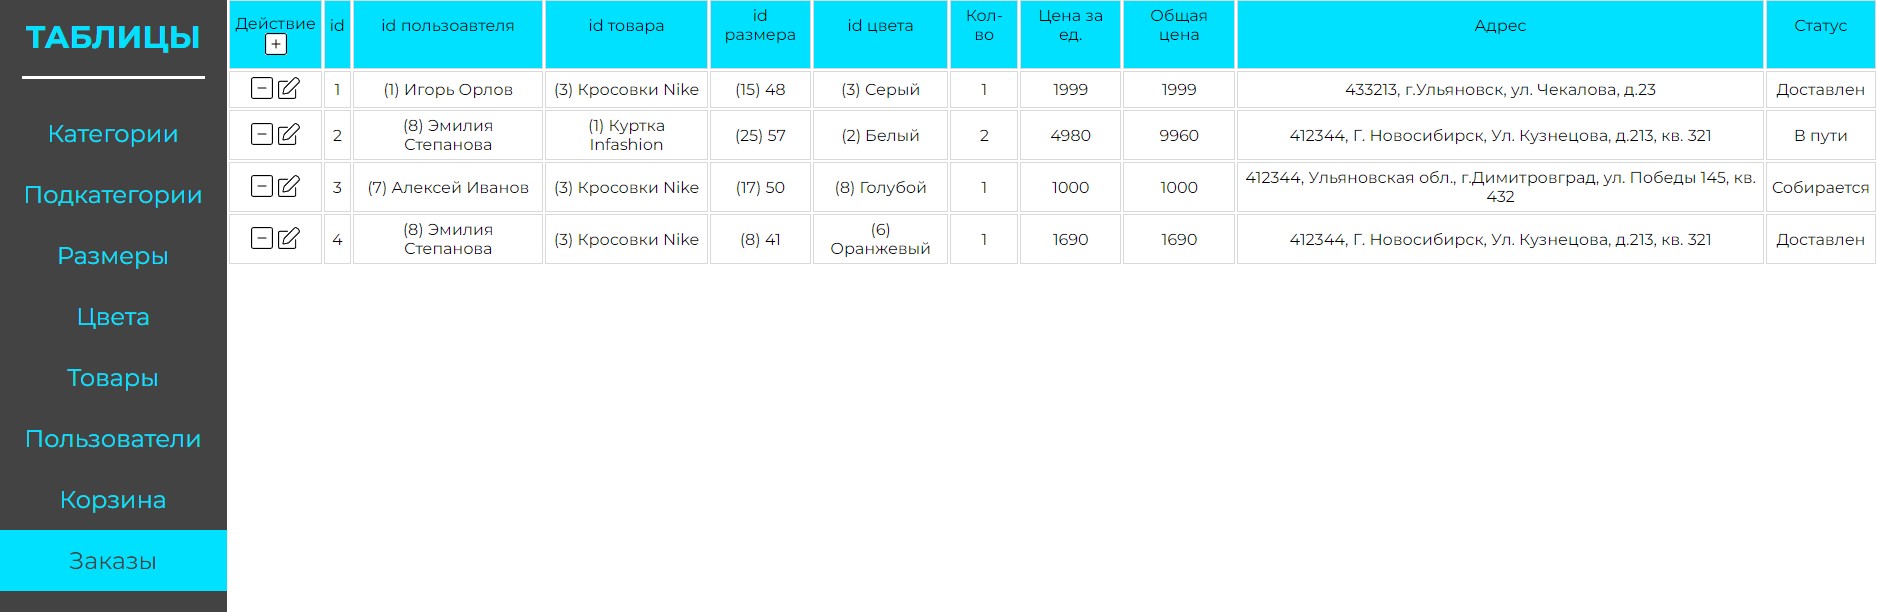 ТАБЛИЦЫ
Категории
Подкатегории
Размеры
Цвета
Товары
Пользователи
Корзина
Заказы
Действие id id пользоавтеля id товара id размера id цвета Кол-во Цена за ед. Общая цена Адрес Статус
1 (1) Игорь Орлов (3) Кросовки Nike (15) 48 (3) Серый 1 1999 1999 433213, г.Ульяновск, ул. Чекалова, д.23 Доставлен
2 (8) Эмилия Степанова (1) Куртка Infashion (25) 57 (2) Белый 2 4980 9960 412344, Г. Новосибирск, Ул. Кузнецова, д.213, кв. 321 В пути
3 (7) Алексей Иванов (3) Кросовки Nike (17) 50 (8) Голубой 1 1000 1000 412344, Ульяновская обл., г.Димитровград, ул. Победы 145, кв. 432 Собирается
4 (8) Эмилия Степанова (3) Кросовки Nike (8) 41 (6) Оранжевый 1 1690 1690 412344, Г. Новосибирск, Ул. Кузнецова, д.213, кв. 321 Доставлен